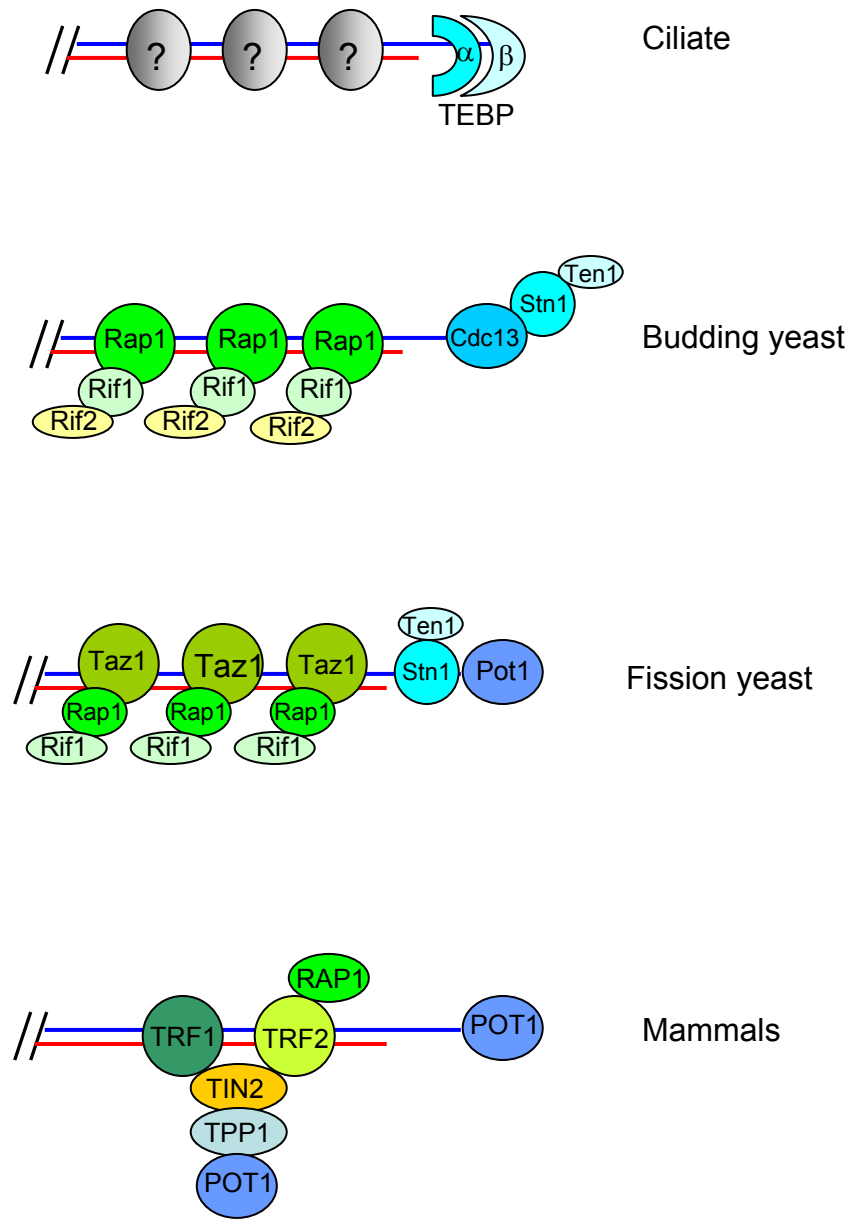 ? ? ? α β Ciliate
TEBP
Ten1
Stn1
Rap1 Rap1 Rap1 Cdc13 Budding yeast
Rif1 Rif1 Rif1
Rif2 Rif2 Rif2
Ten1
Taz1 Taz1 Taz1 Stn1 Pot1 Fission yeast
Rap1 Rap1 Rap1
Rif1 Rif1 Rif1
RAP1
TRF1 TRF2 POT1 Mammals
TIN2
TPP1
POT1